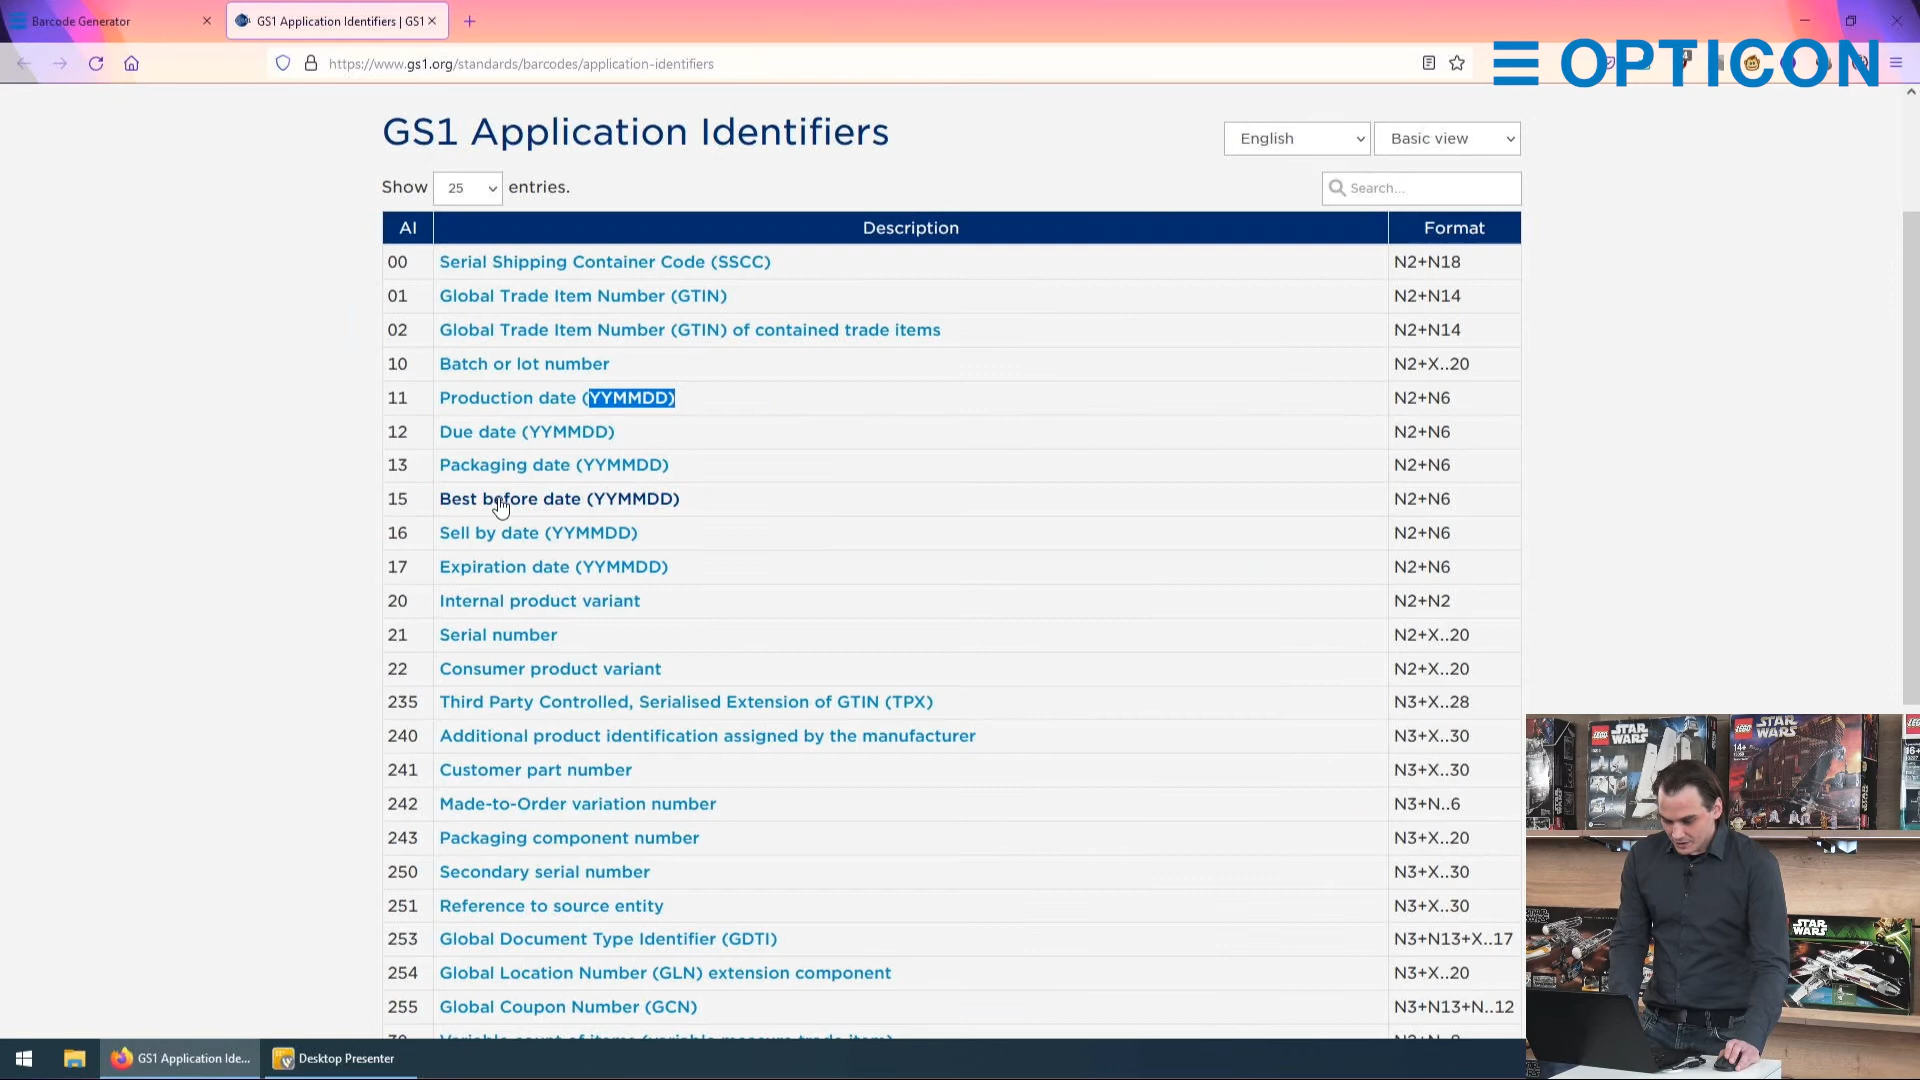 Barcode Generator
GS1 Application Identifiers | GS1
https://www.gs1.org/standards/barcodes/application-identifiers
OPTICON
GS1 Application Identifiers
English
Basic view
Show 25 entries.
Search...
AI Description Format
00 Serial Shipping Container Code (SSCC) N2+N18
01 Global Trade Item Number (GTIN) N2+N14
02 Global Trade Item Number (GTIN) of contained trade items N2+N14
10 Batch or lot number N2+X..20
11 Production date (YYMMDD) N2+N6
12 Due date (YYMMDD) N2+N6
13 Packaging date (YYMMDD) N2+N6
15 Best before date (YYMMDD) N2+N6
16 Sell by date (YYMMDD) N2+N6
17 Expiration date (YYMMDD) N2+N6
20 Internal product variant N2+N2
21 Serial number N2+X..20
22 Consumer product variant N2+X..20
235 Third Party Controlled, Serialised Extension of GTIN (TPX) N3+X..28
240 Additional product identification assigned by the manufacturer N3+X..30
241 Customer part number N3+X..30
242 Made-to-Order variation number N3+N..6
243 Packaging component number N3+X..20
250 Secondary serial number N3+X..30
251 Reference to source entity N3+X..30
253 Global Document Type Identifier (GDTI) N3+N13+X..17
254 Global Location Number (GLN) extension component N3+X..20
255 Global Coupon Number (GCN) N3+N13+N..12
GS1 Application Ide...
Desktop Presenter
LEGO STAR WARS
LEGO STAR WARS
14+
16+
STAR WARS